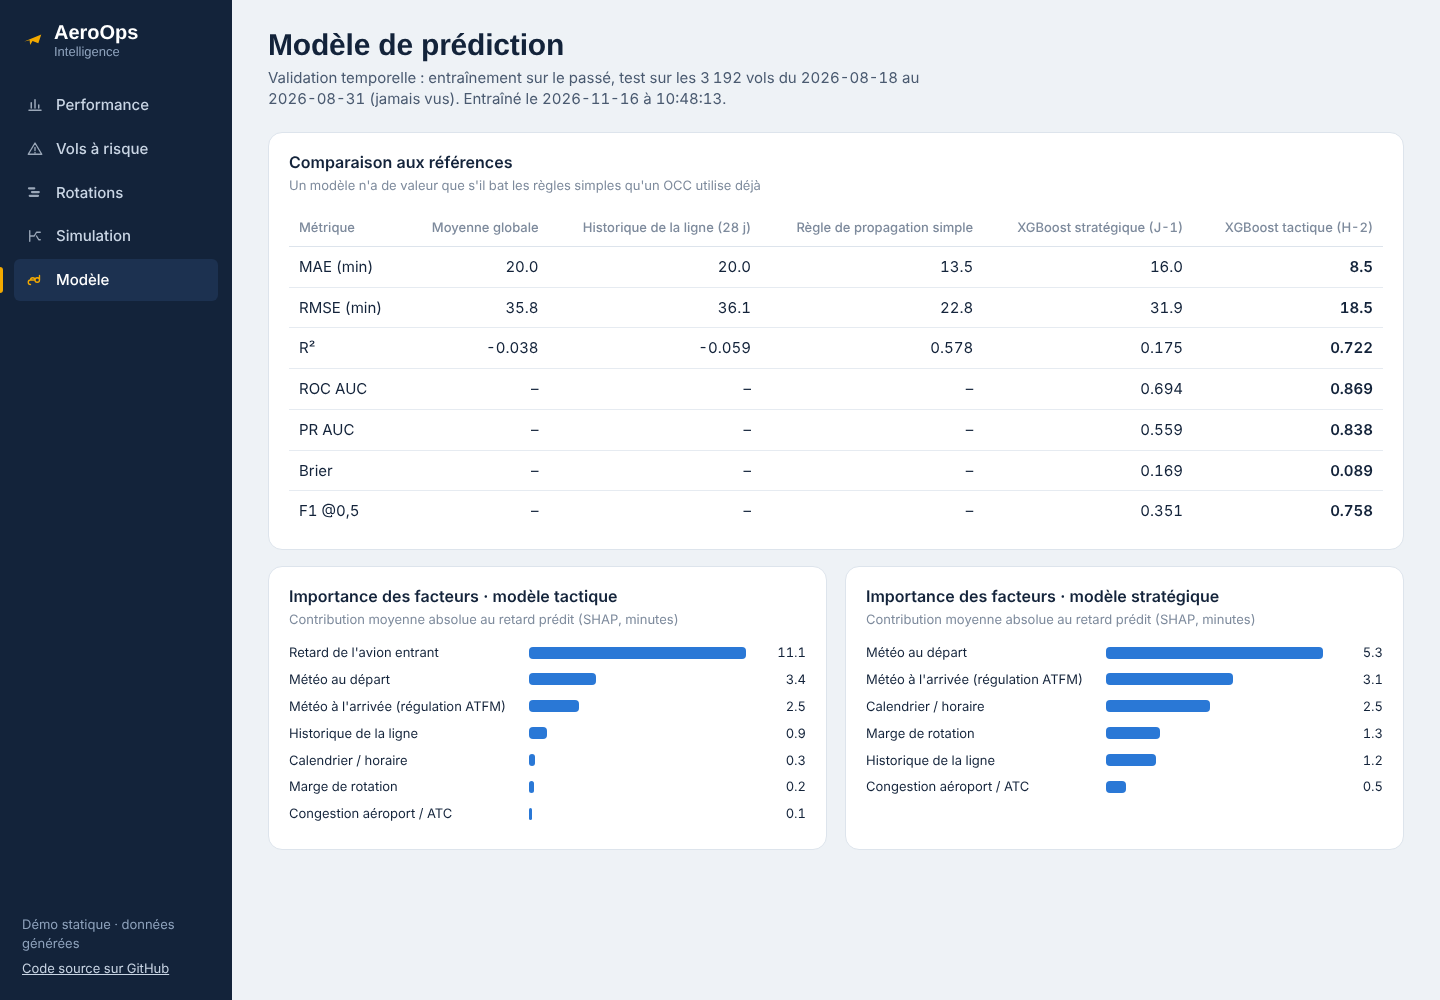 AeroOps
Intelligence
Performance
Vols à risque
Rotations
Simulation
Modèle
Démo statique · données
générées
Code source sur GitHub
Modèle de prédiction
Validation temporelle : entraînement sur le passé, test sur les 3 192 vols du 2026-08-18 au
2026-08-31 (jamais vus). Entraîné le 2026-11-16 à 10:48:13.
Comparaison aux références
Un modèle n'a de valeur que s'il bat les règles simples qu'un OCC utilise déjà
Métrique Moyenne globale Historique de la ligne (28 j) Règle de propagation simple XGBoost stratégique (J-1) XGBoost tactique (H-2)
MAE (min) 20.0 20.0 13.5 16.0 8.5
RMSE (min) 35.8 36.1 22.8 31.9 18.5
R² -0.038 -0.059 0.578 0.175 0.722
ROC AUC – – – 0.694 0.869
PR AUC – – – 0.559 0.838
Brier – – – 0.169 0.089
F1 @0,5 – – – 0.351 0.758
Importance des facteurs · modèle tactique
Contribution moyenne absolue au retard prédit (SHAP, minutes)
Retard de l'avion entrant 11.1
Météo au départ 3.4
Météo à l'arrivée (régulation ATFM) 2.5
Historique de la ligne 0.9
Calendrier / horaire 0.3
Marge de rotation 0.2
Congestion aéroport / ATC 0.1
Importance des facteurs · modèle stratégique
Contribution moyenne absolue au retard prédit (SHAP, minutes)
Météo au départ 5.3
Météo à l'arrivée (régulation ATFM) 3.1
Calendrier / horaire 2.5
Marge de rotation 1.3
Historique de la ligne 1.2
Congestion aéroport / ATC 0.5